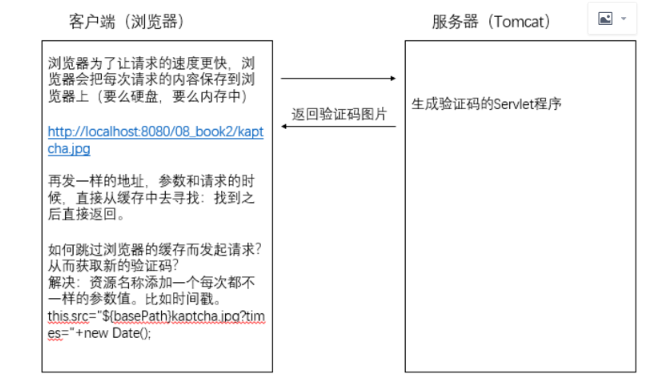 客户端（浏览器）
服务器（Tomcat）
浏览器为了让请求的速度更快，浏
览器会把每次请求的内容保存到浏
览器上（要么硬盘，要么内存中）
http://localhost:8080/08_book2/kapt
cha.jpg
再发一样的地址，参数和请求的时
候，直接从缓存中去寻找：找到之
后直接返回。
如何跳过浏览器的缓存而发起请求？
从而获取新的验证码？
解决：资源名称添加一个每次都不
一样的参数值。比如时间戳。
this.src="${basePath}kaptcha.jpg?tim
es="+new Date();
返回验证码图片
生成验证码的Servlet程序